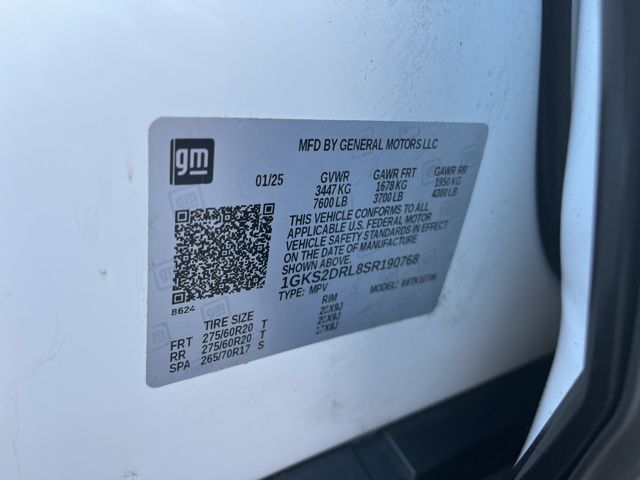 gm
MFD BY GENERAL MOTORS LLC
01/25 GVWR GAWR FRT GAWR RR
3447 KG 1678 KG 1950 KG
7600 LB 3700 LB 4300 LB
THIS VEHICLE CONFORMS TO ALL
APPLICABLE U.S. FEDERAL MOTOR
VEHICLE SAFETY STANDARDS IN EFFECT
ON THE DATE OF MANUFACTURE
SHOWN ABOVE.
1GKS2DRL8SR190768
TYPE: MPV MODEL:
8624
TIRE SIZE RIM
FRT 275/60R20 T 20X9J
RR 275/60R20 T 20X9J
SPA 265/70R17 S 17X8J